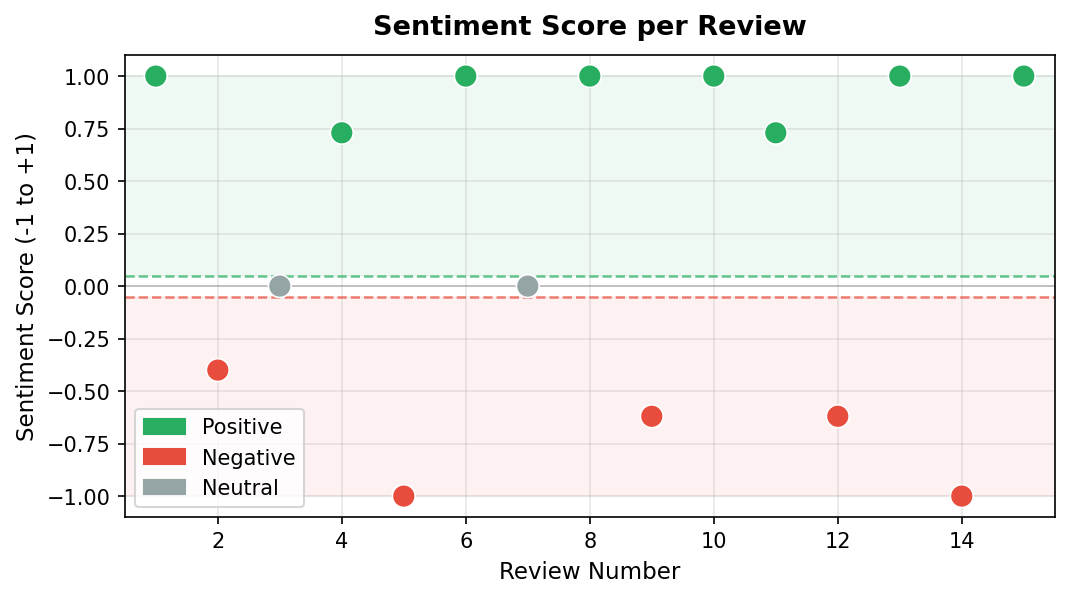 Sentiment Score per Review
Sentiment Score (-1 to +1)
1.00
0.75
0.50
0.25
0.00
−0.25
−0.50
−0.75
−1.00
Positive
Negative
Neutral
2 4 6 8 10 12 14
Review Number